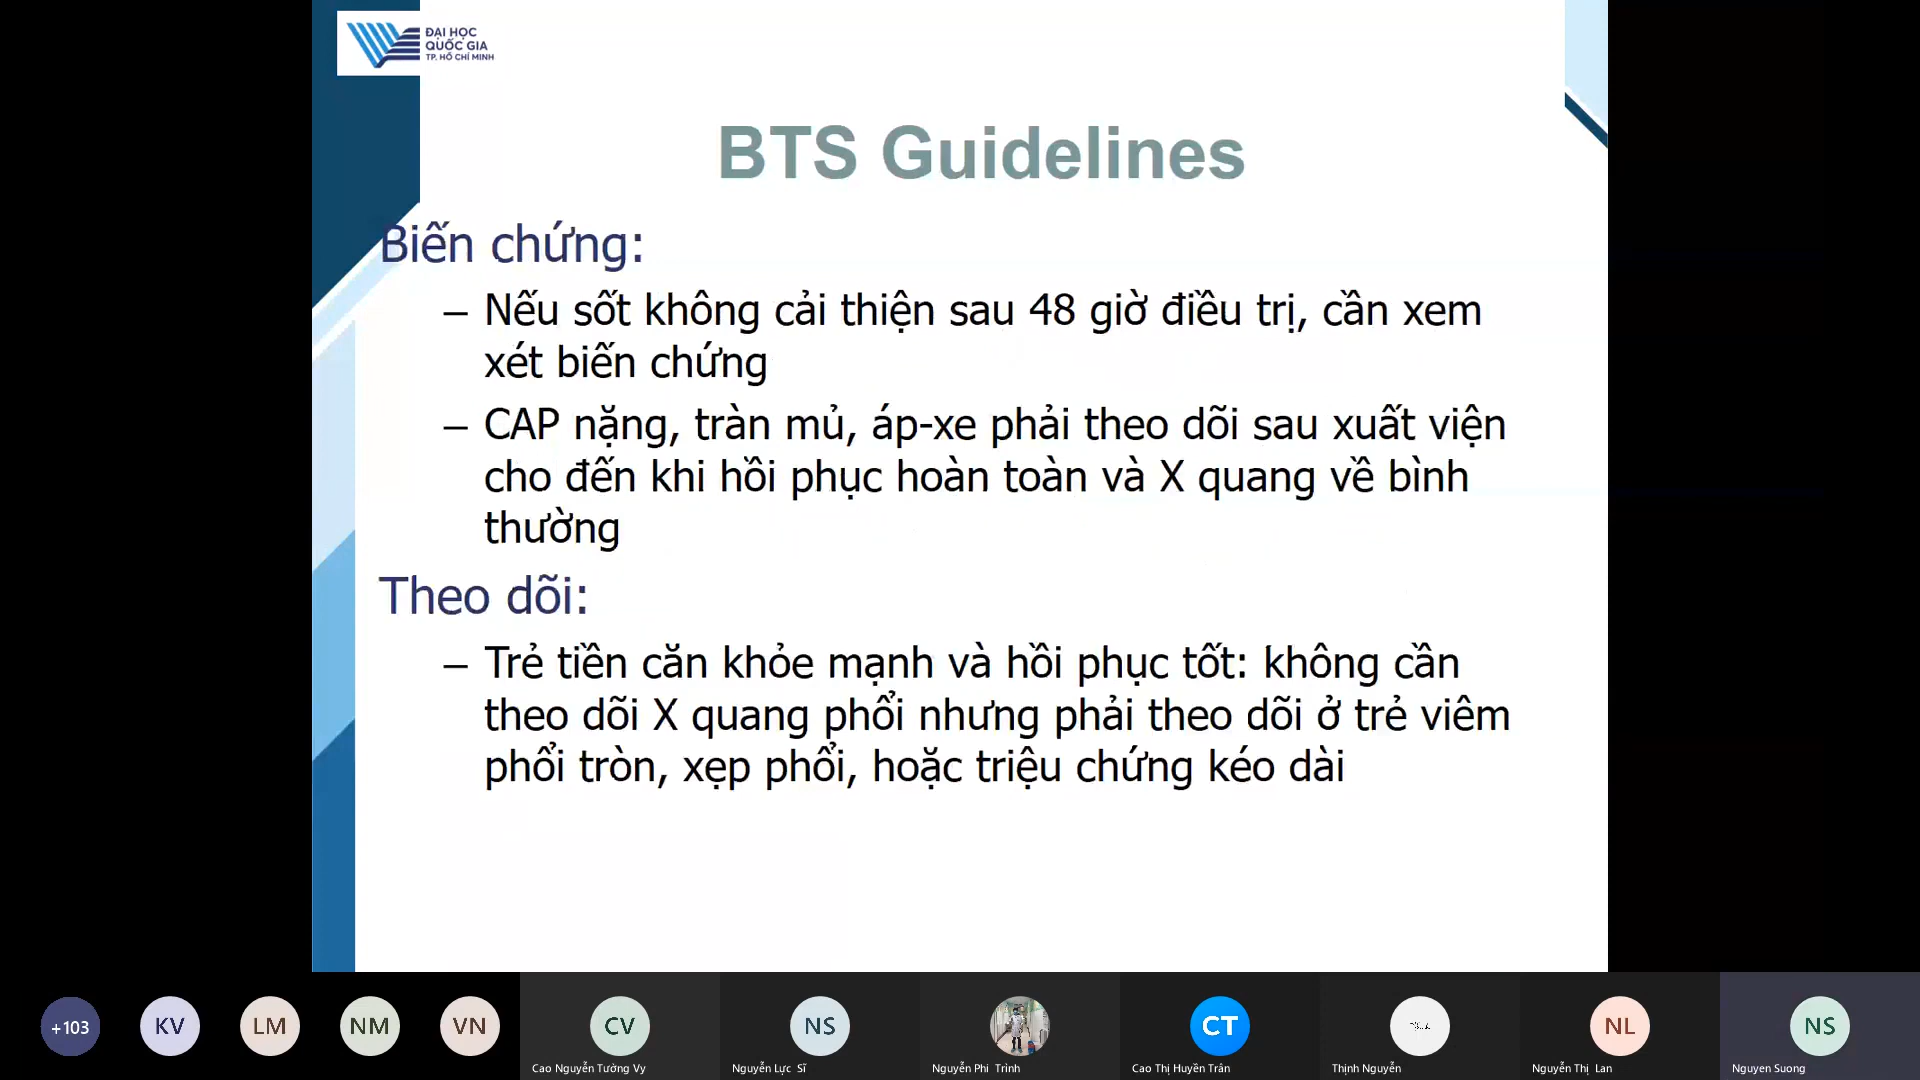 ĐẠI HỌC
QUỐC GIA
TP. HỒ CHÍ MINH
BTS Guidelines
Biến chứng:
– Nếu sốt không cải thiện sau 48 giờ điều trị, cần xem
xét biến chứng
– CAP nặng, tràn mủ, áp-xe phải theo dõi sau xuất viện
cho đến khi hồi phục hoàn toàn và X quang về bình
thường
Theo dõi:
– Trẻ tiền căn khỏe mạnh và hồi phục tốt: không cần
theo dõi X quang phổi nhưng phải theo dõi ở trẻ viêm
phổi tròn, xẹp phổi, hoặc triệu chứng kéo dài
+103
KV
LM
NM
VN
CV
NS
CT
NL
NS
Cao Nguyễn Tường Vy
Nguyễn Lực Sĩ
Nguyễn Phi Trình
Cao Thị Huyền Trân
Thịnh Nguyễn
Nguyễn Thị Lan
Nguyen Suong